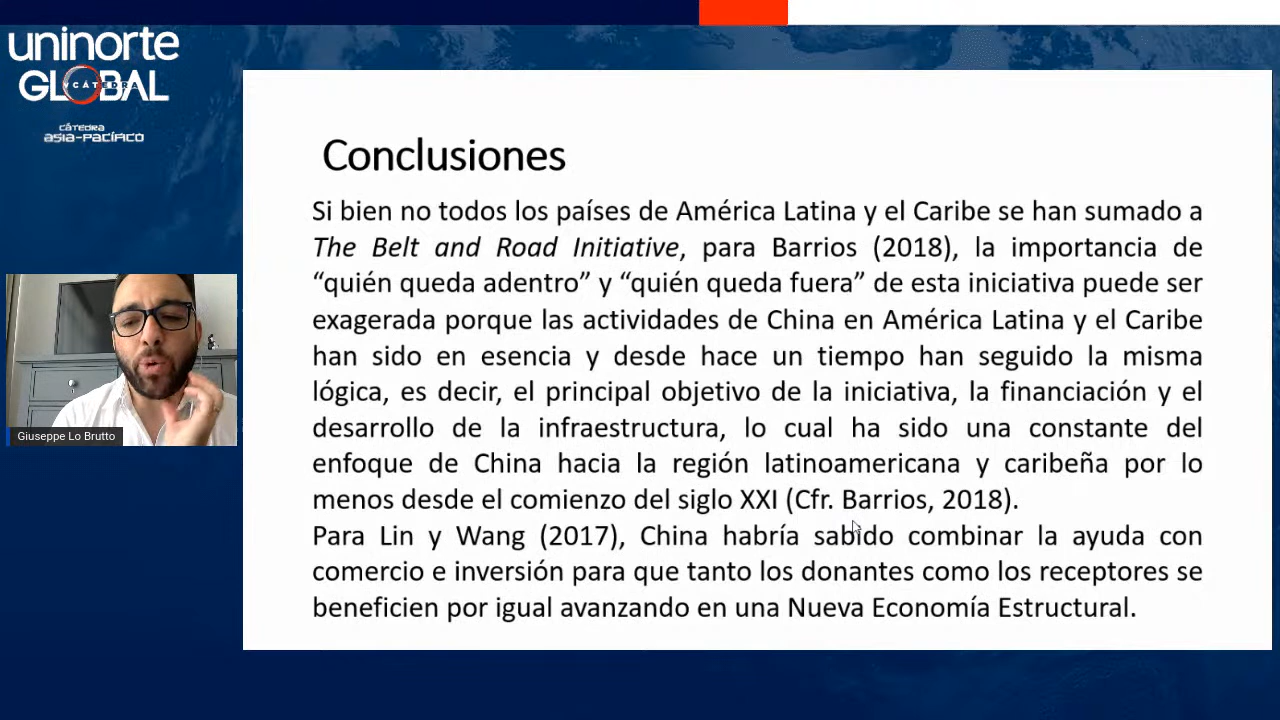 uninorte
GLOBAL
CÁTEDRA
asia-pacífico
Conclusiones
Si bien no todos los países de América Latina y el Caribe se han sumado a
The Belt and Road Initiative, para Barrios (2018), la importancia de
“quién queda adentro” y “quién queda fuera” de esta iniciativa puede ser
exagerada porque las actividades de China en América Latina y el Caribe
han sido en esencia y desde hace un tiempo han seguido la misma
lógica, es decir, el principal objetivo de la iniciativa, la financiación y el
desarrollo de la infraestructura, lo cual ha sido una constante del
enfoque de China hacia la región latinoamericana y caribeña por lo
menos desde el comienzo del siglo XXI (Cfr. Barrios, 2018).
Para Lin y Wang (2017), China habría sabido combinar la ayuda con
comercio e inversión para que tanto los donantes como los receptores se
beneficien por igual avanzando en una Nueva Economía Estructural.
Giuseppe Lo Brutto